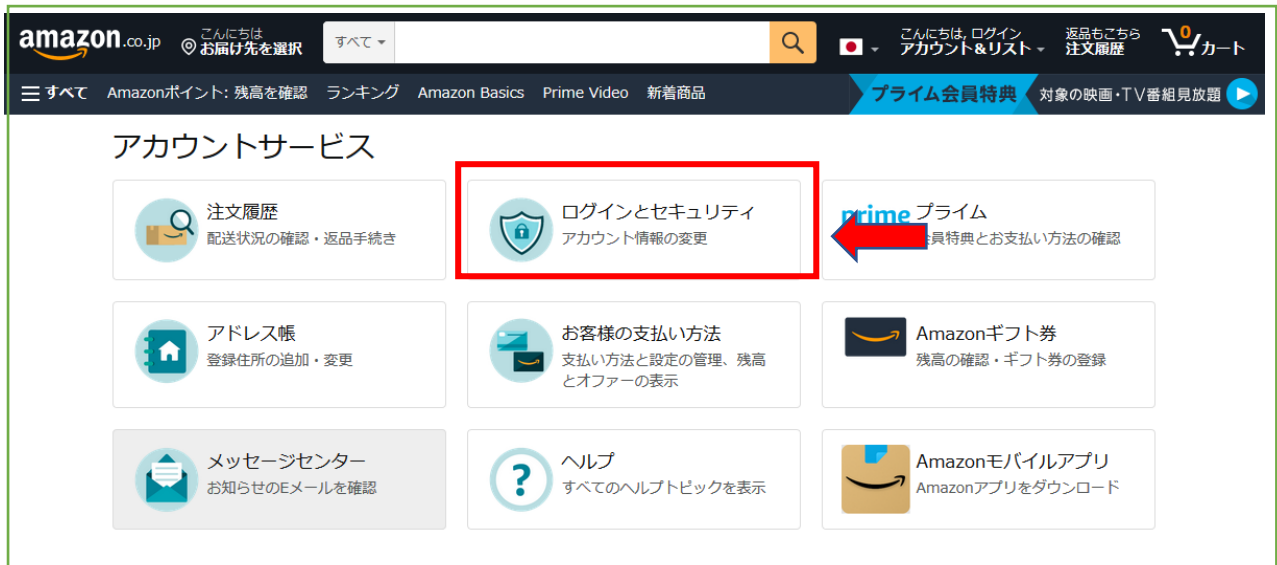 amazon.co.jp
こんにちは
お届け先を選択
すべて
こんにちは, ログイン
アカウント&リスト
返品もこちら
注文履歴
0
カート
すべて Amazonポイント: 残高を確認 ランキング Amazon Basics Prime Video 新着商品
プライム会員特典 対象の映画・TV番組見放題
アカウントサービス
注文履歴
配送状況の確認・返品手続き
ログインとセキュリティ
アカウント情報の変更
prime プライム
員特典とお支払い方法の確認
アドレス帳
登録住所の追加・変更
お客様の支払い方法
支払い方法と設定の管理、残高
とオファーの表示
Amazonギフト券
残高の確認・ギフト券の登録
メッセージセンター
お知らせのEメールを確認
?
ヘルプ
すべてのヘルプトピックを表示
Amazonモバイルアプリ
Amazonアプリをダウンロード